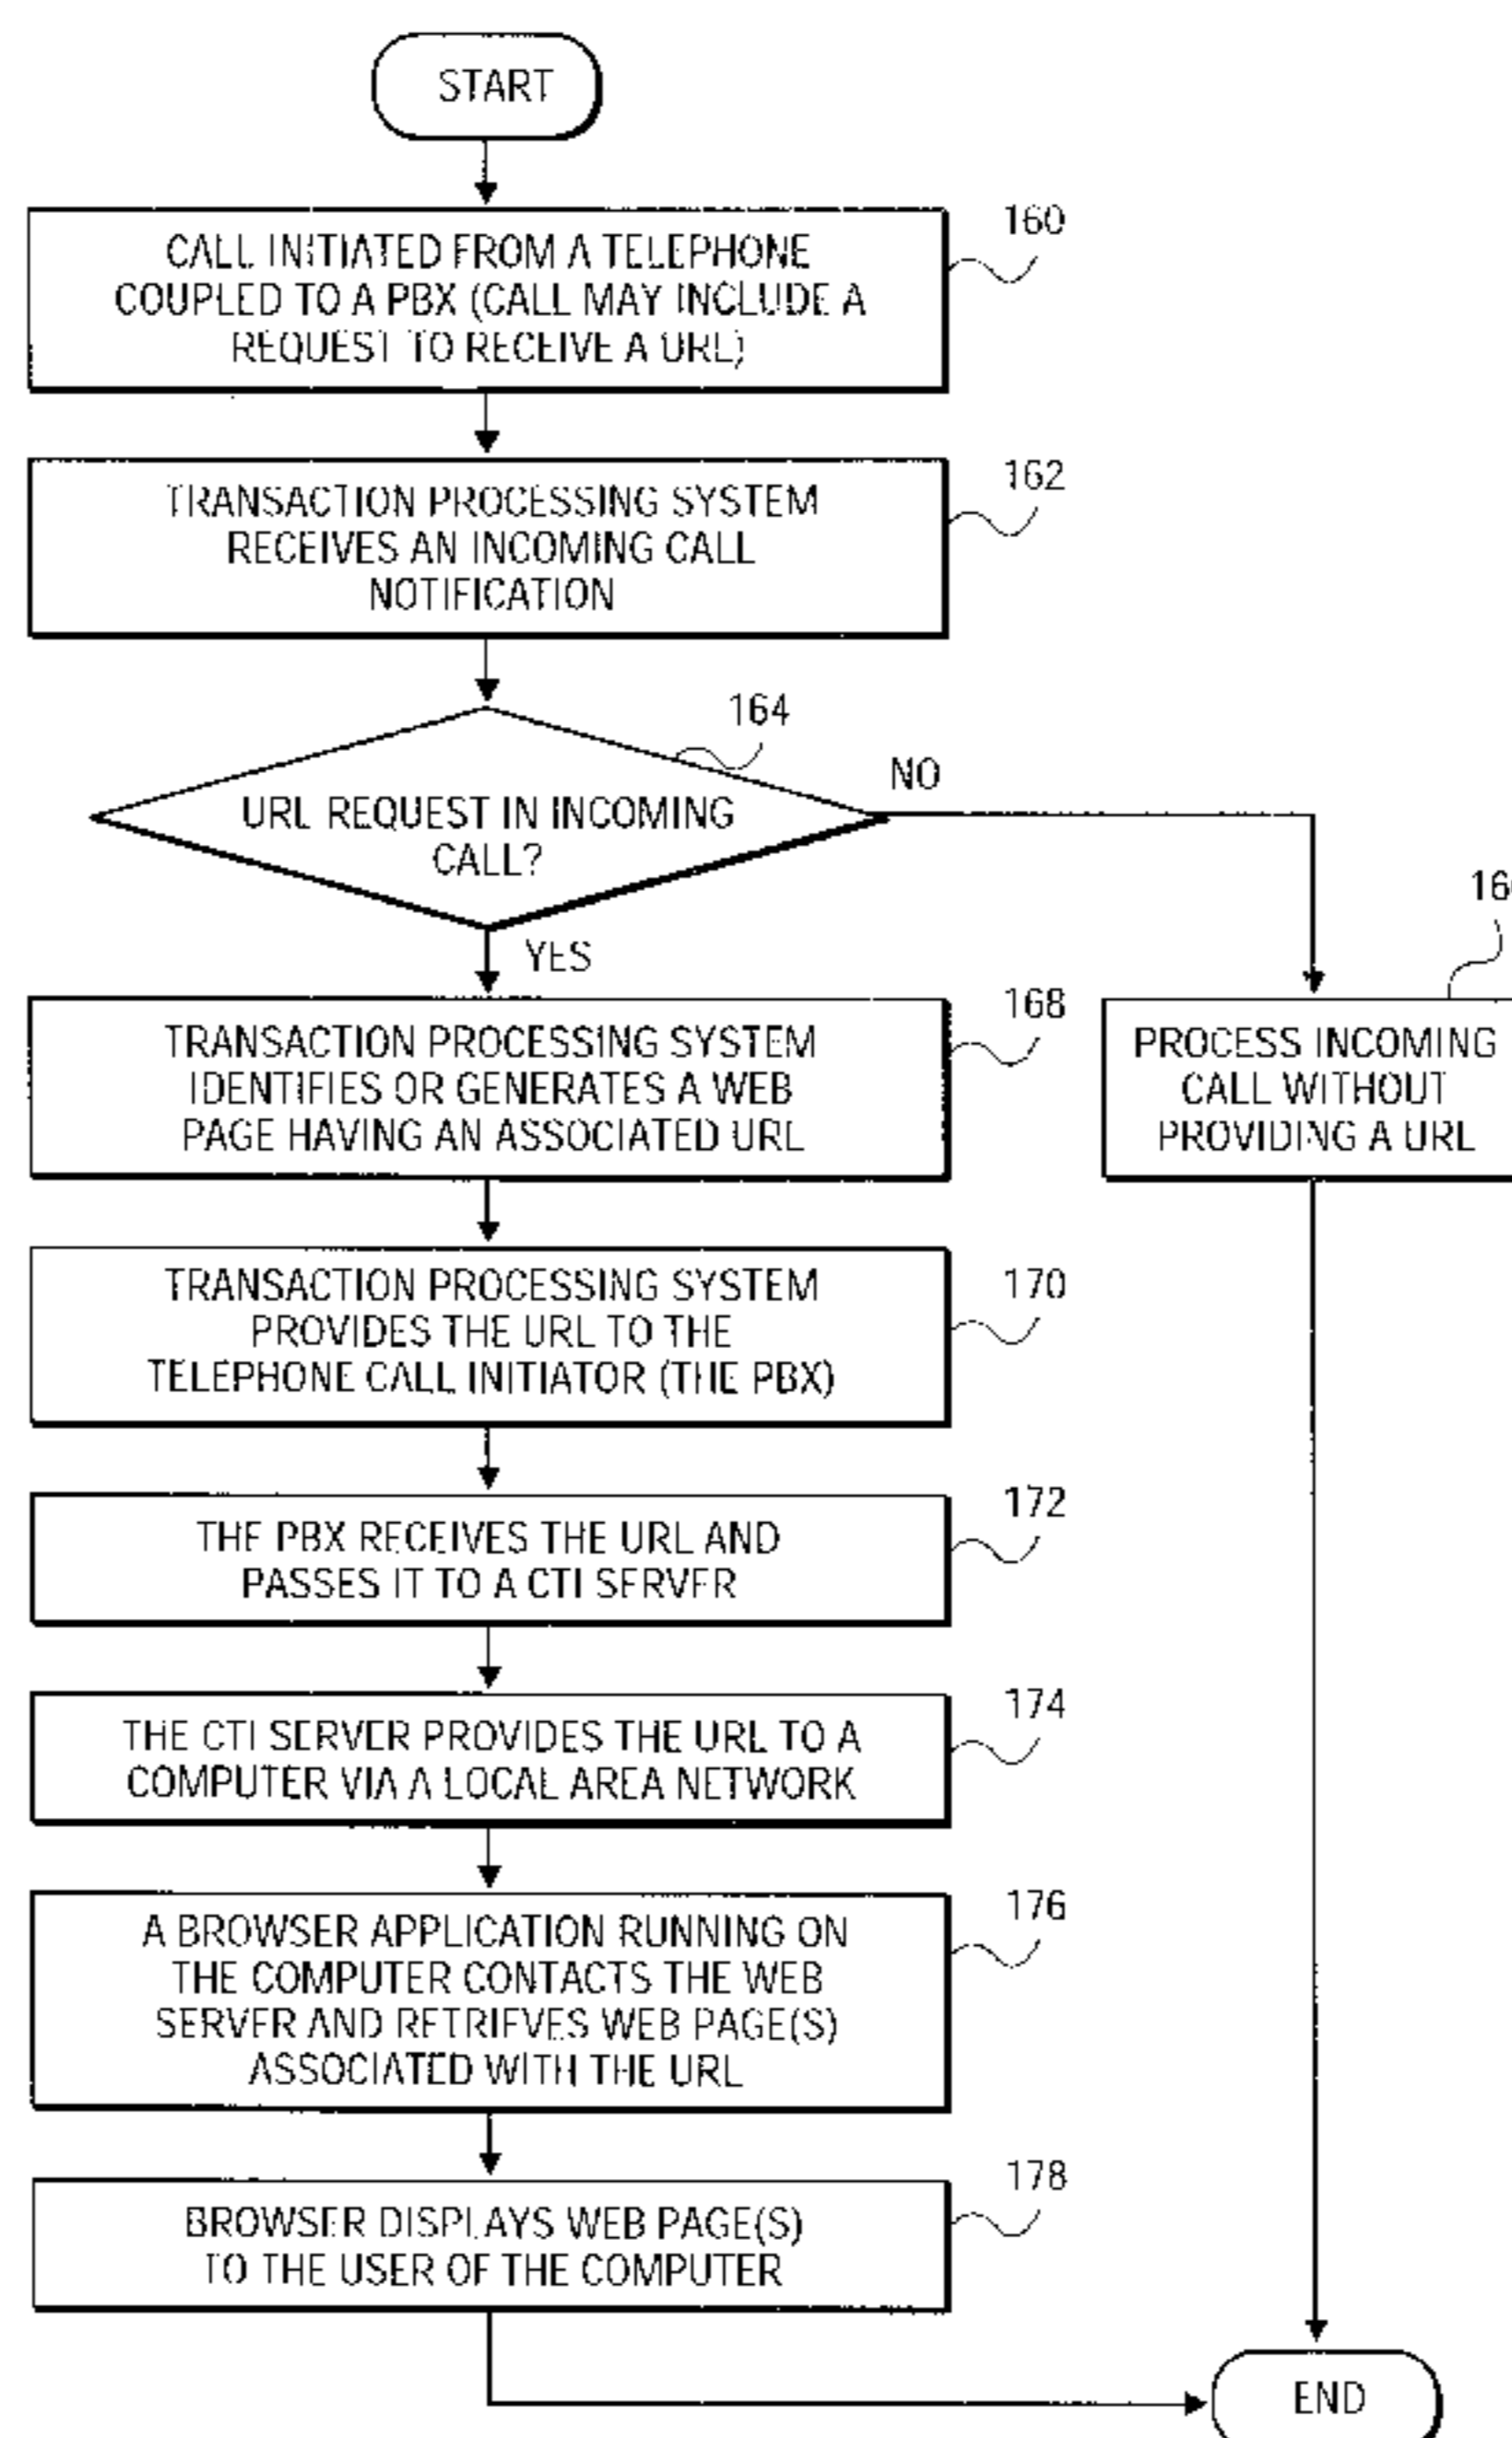 START
160
CALL INITIATED FROM A TELEPHONE
COUPLED TO A PBX (CALL MAY INCLUDE A
REQUEST TO RECEIVE A URL)
162
TRANSACTION PROCESSING SYSTEM
RECEIVES AN INCOMING CALL
NOTIFICATION
164
URL REQUEST IN INCOMING
CALL?
NO
YES
168
TRANSACTION PROCESSING SYSTEM
IDENTIFIES OR GENERATES A WEB
PAGE HAVING AN ASSOCIATED URL
PROCESS INCOMING
CALL WITHOUT
PROVIDING A URL
170
TRANSACTION PROCESSING SYSTEM
PROVIDES THE URL TO THE
TELEPHONE CALL INITIATOR (THE PBX)
172
THE PBX RECEIVES THE URL AND
PASSES IT TO A CTI SERVER
174
THE CTI SERVER PROVIDES THE URL TO A
COMPUTER VIA A LOCAL AREA NETWORK
176
A BROWSER APPLICATION RUNNING ON
THE COMPUTER CONTACTS THE WEB
SERVER AND RETRIEVES WEB PAGE(S)
ASSOCIATED WITH THE URL
178
BROWSER DISPLAYS WEB PAGE(S)
TO THE USER OF THE COMPUTER
END